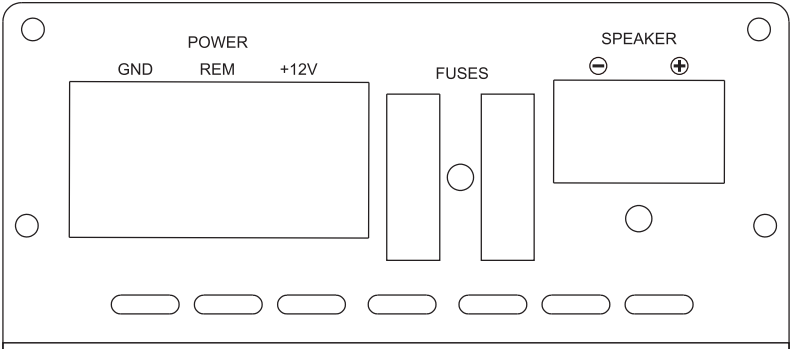 POWER
GND REM +12V
FUSES
SPEAKER
⊖ ⊕